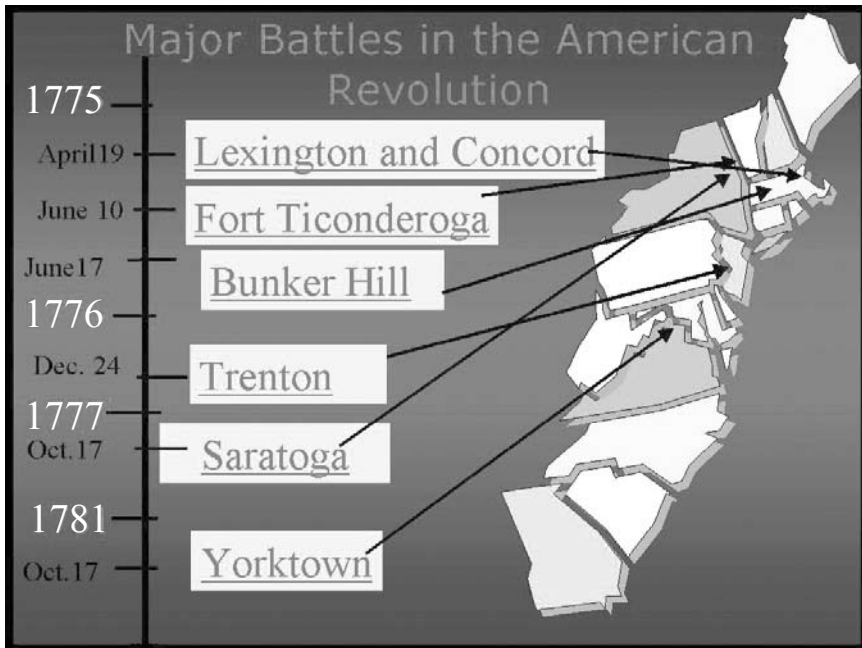 Major Battles in the American
Revolution
1775
April19
Lexington and Concord
June 10
Fort Ticonderoga
June17
Bunker Hill
1776
Dec. 24
Trenton
1777
Oct.17
Saratoga
1781
Oct.17
Yorktown